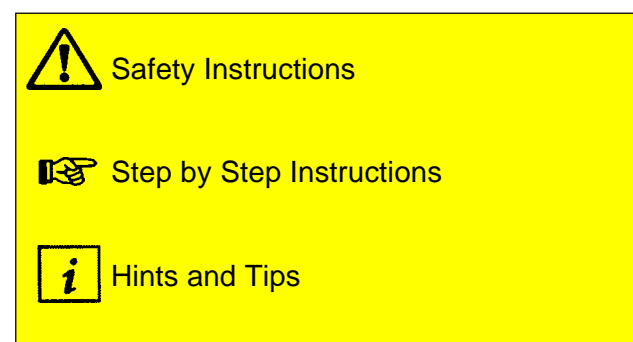 Safety Instructions
Step by Step Instructions
i Hints and Tips